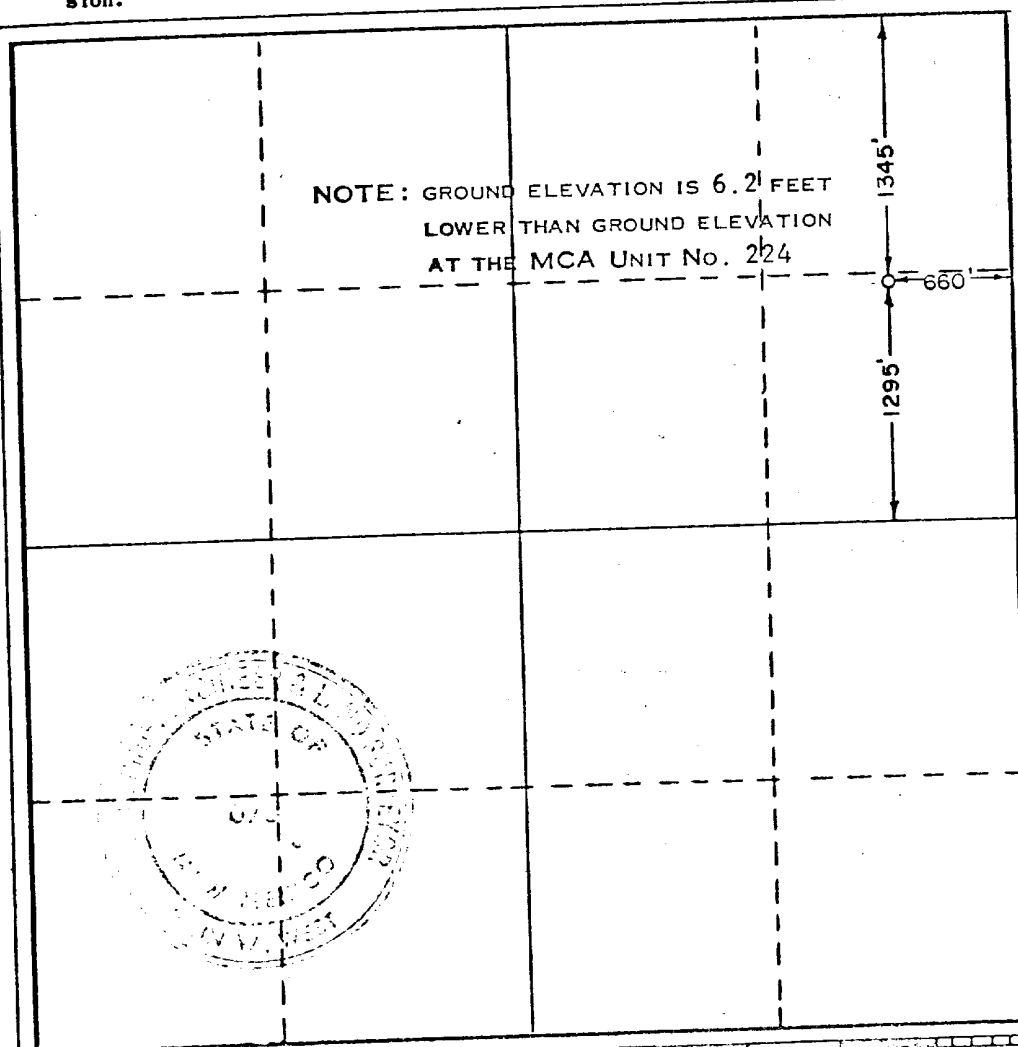 sion.
1345'
NOTE: GROUND ELEVATION IS 6.2 FEET
LOWER THAN GROUND ELEVATION
AT THE MCA UNIT NO. 224
660'
1295'
STATE OF
WEST